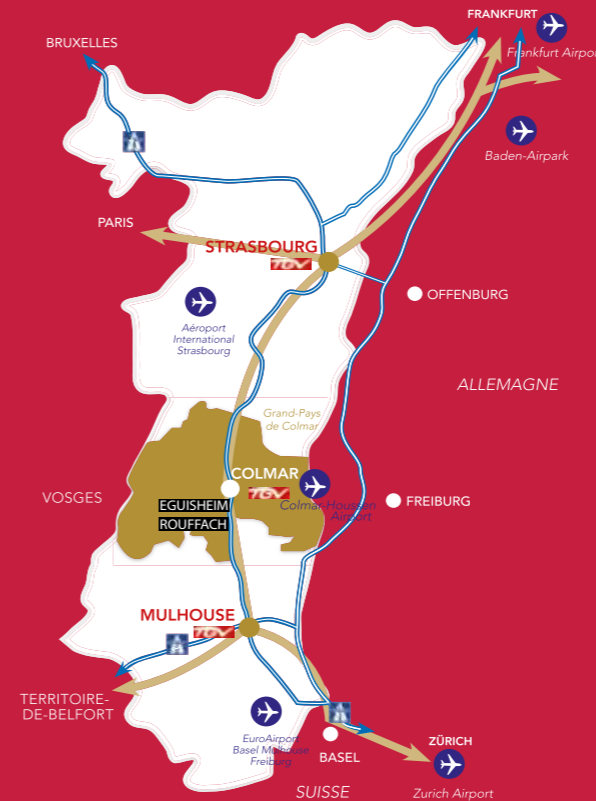 FRANKFURT
Frankfurt Airpor
BRUXELLES
Baden-Airpark
PARIS
STRASBOURG
TGV
OFFENBURG
Aéroport
International
Strasbourg
ALLEMAGNE
Grand-Pays
de Colmar
COLMAR
TGV
VOSGES
EGUISHEIM
Colmar-Houssen
Airport
FREIBURG
ROUFFACH
MULHOUSE
TGV
TERRITOIRE-
DE-BELFORT
EuroAirport
Basel Mulhouse
Freiburg
BASEL
ZÜRICH
SUISSE
Zurich Airport